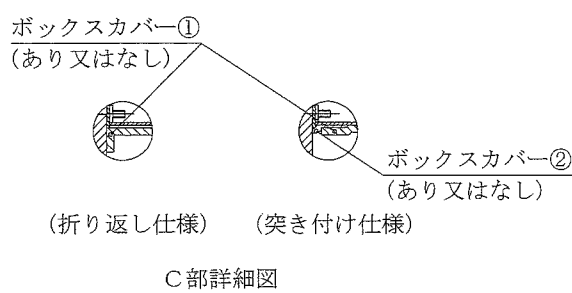 ボックスカバー①
(あり又はなし)
ボックスカバー②
(あり又はなし)
(折り返し仕様) (突き付け仕様)
C部詳細図